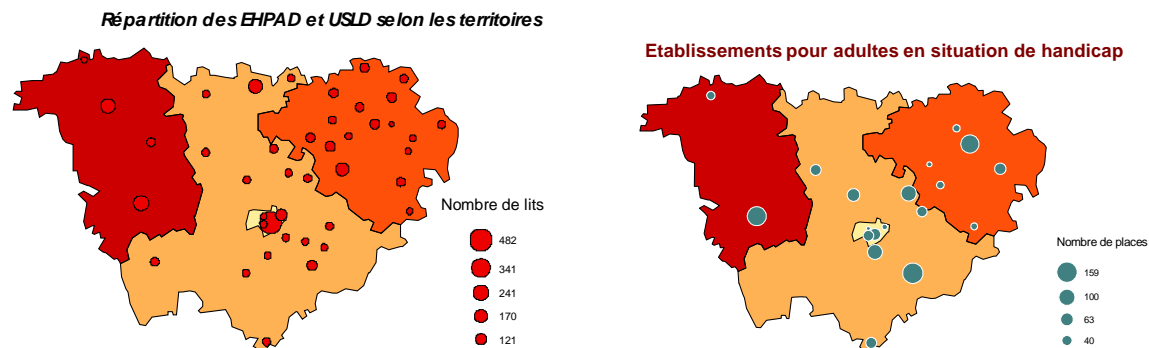 Répartition des EHPAD et USLD selon les territoires
Nombre de lits
482
341
241
170
121
Etablissements pour adultes en situation de handicap
Nombre de places
159
100
63
40